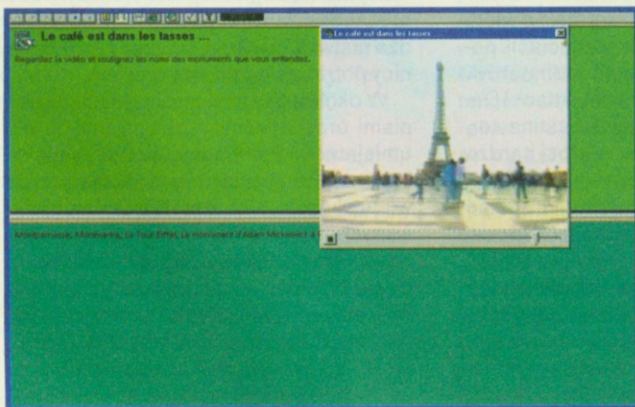 Le café est dans les tasses ...
Le café est dans les tasses
Regardez la vidéo et soulignez les noms des monuments que vous entendez.
Montparnasse, Montmartre, La Tour Eiffel, Le monument d'Adam Mickiewicz à